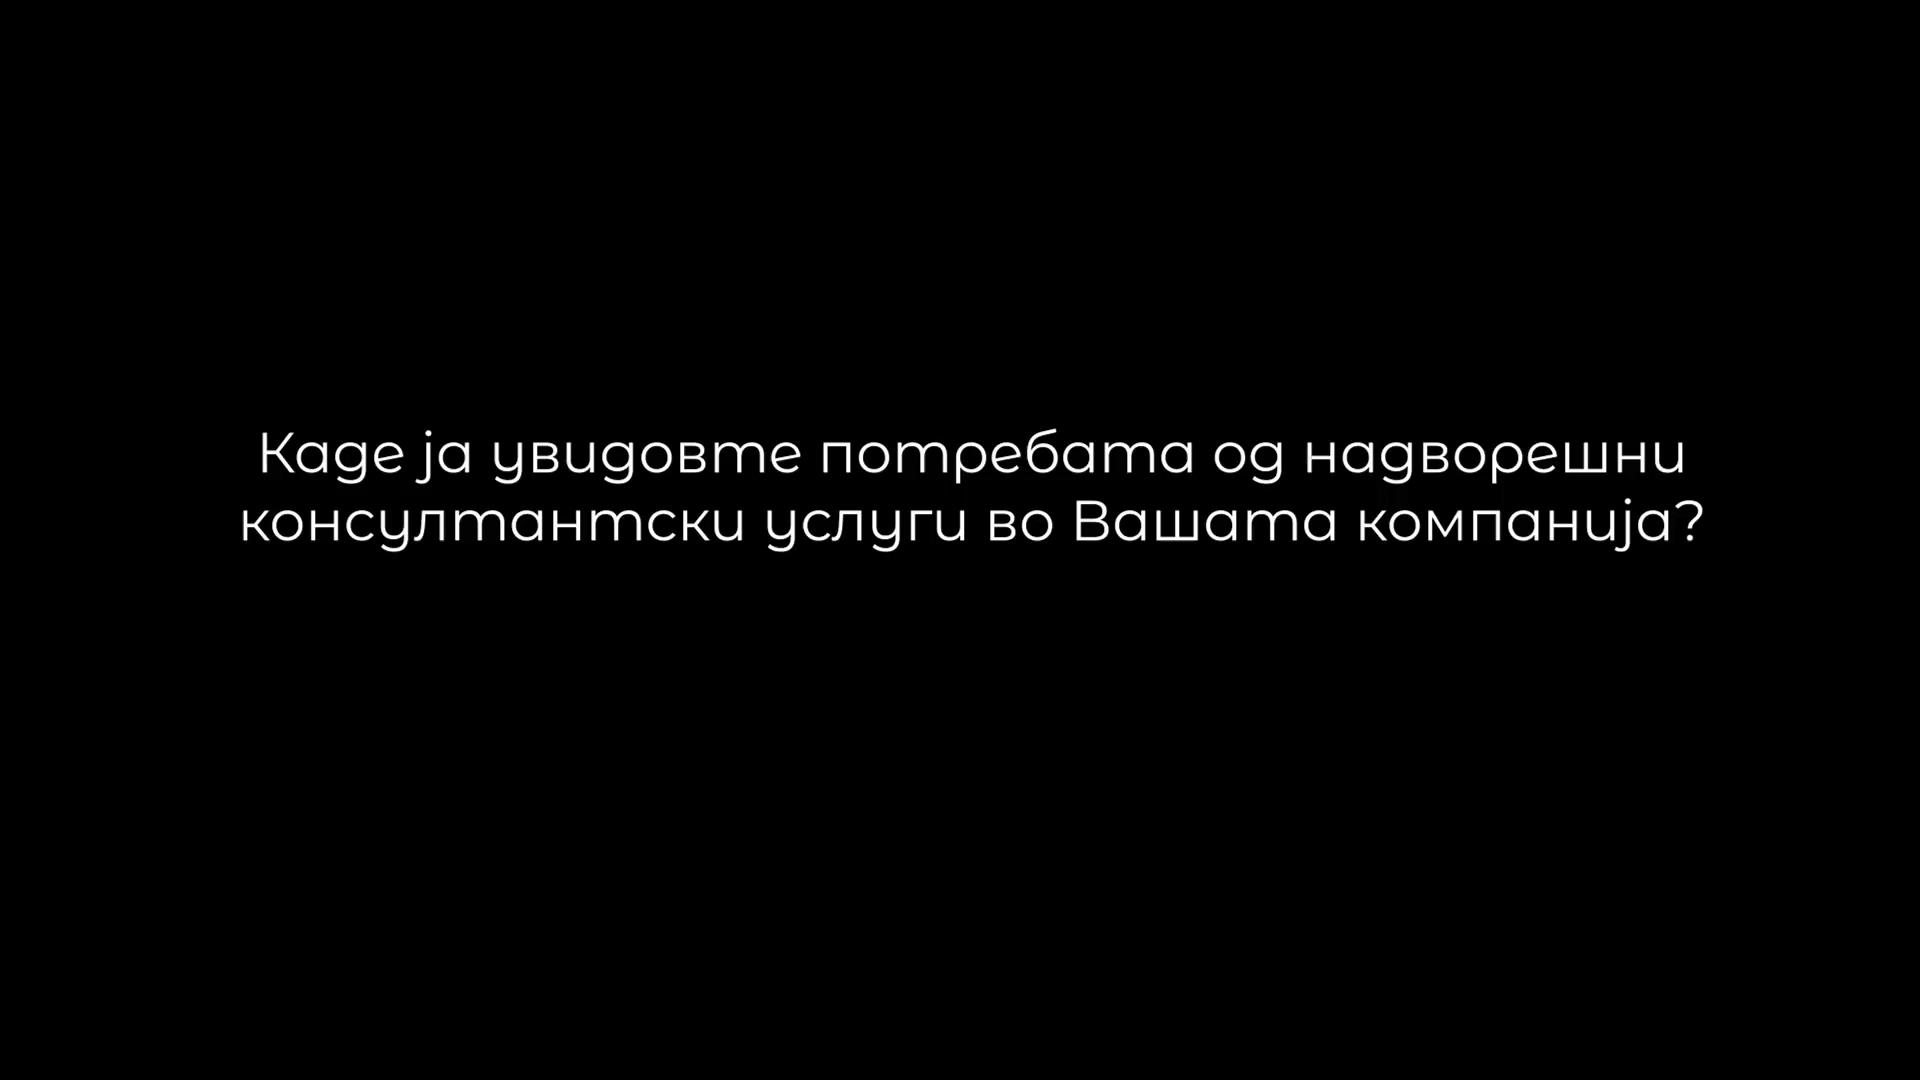 Каде ја увидовте потребата од надворешни
консултантски услуги во Вашата компанија?